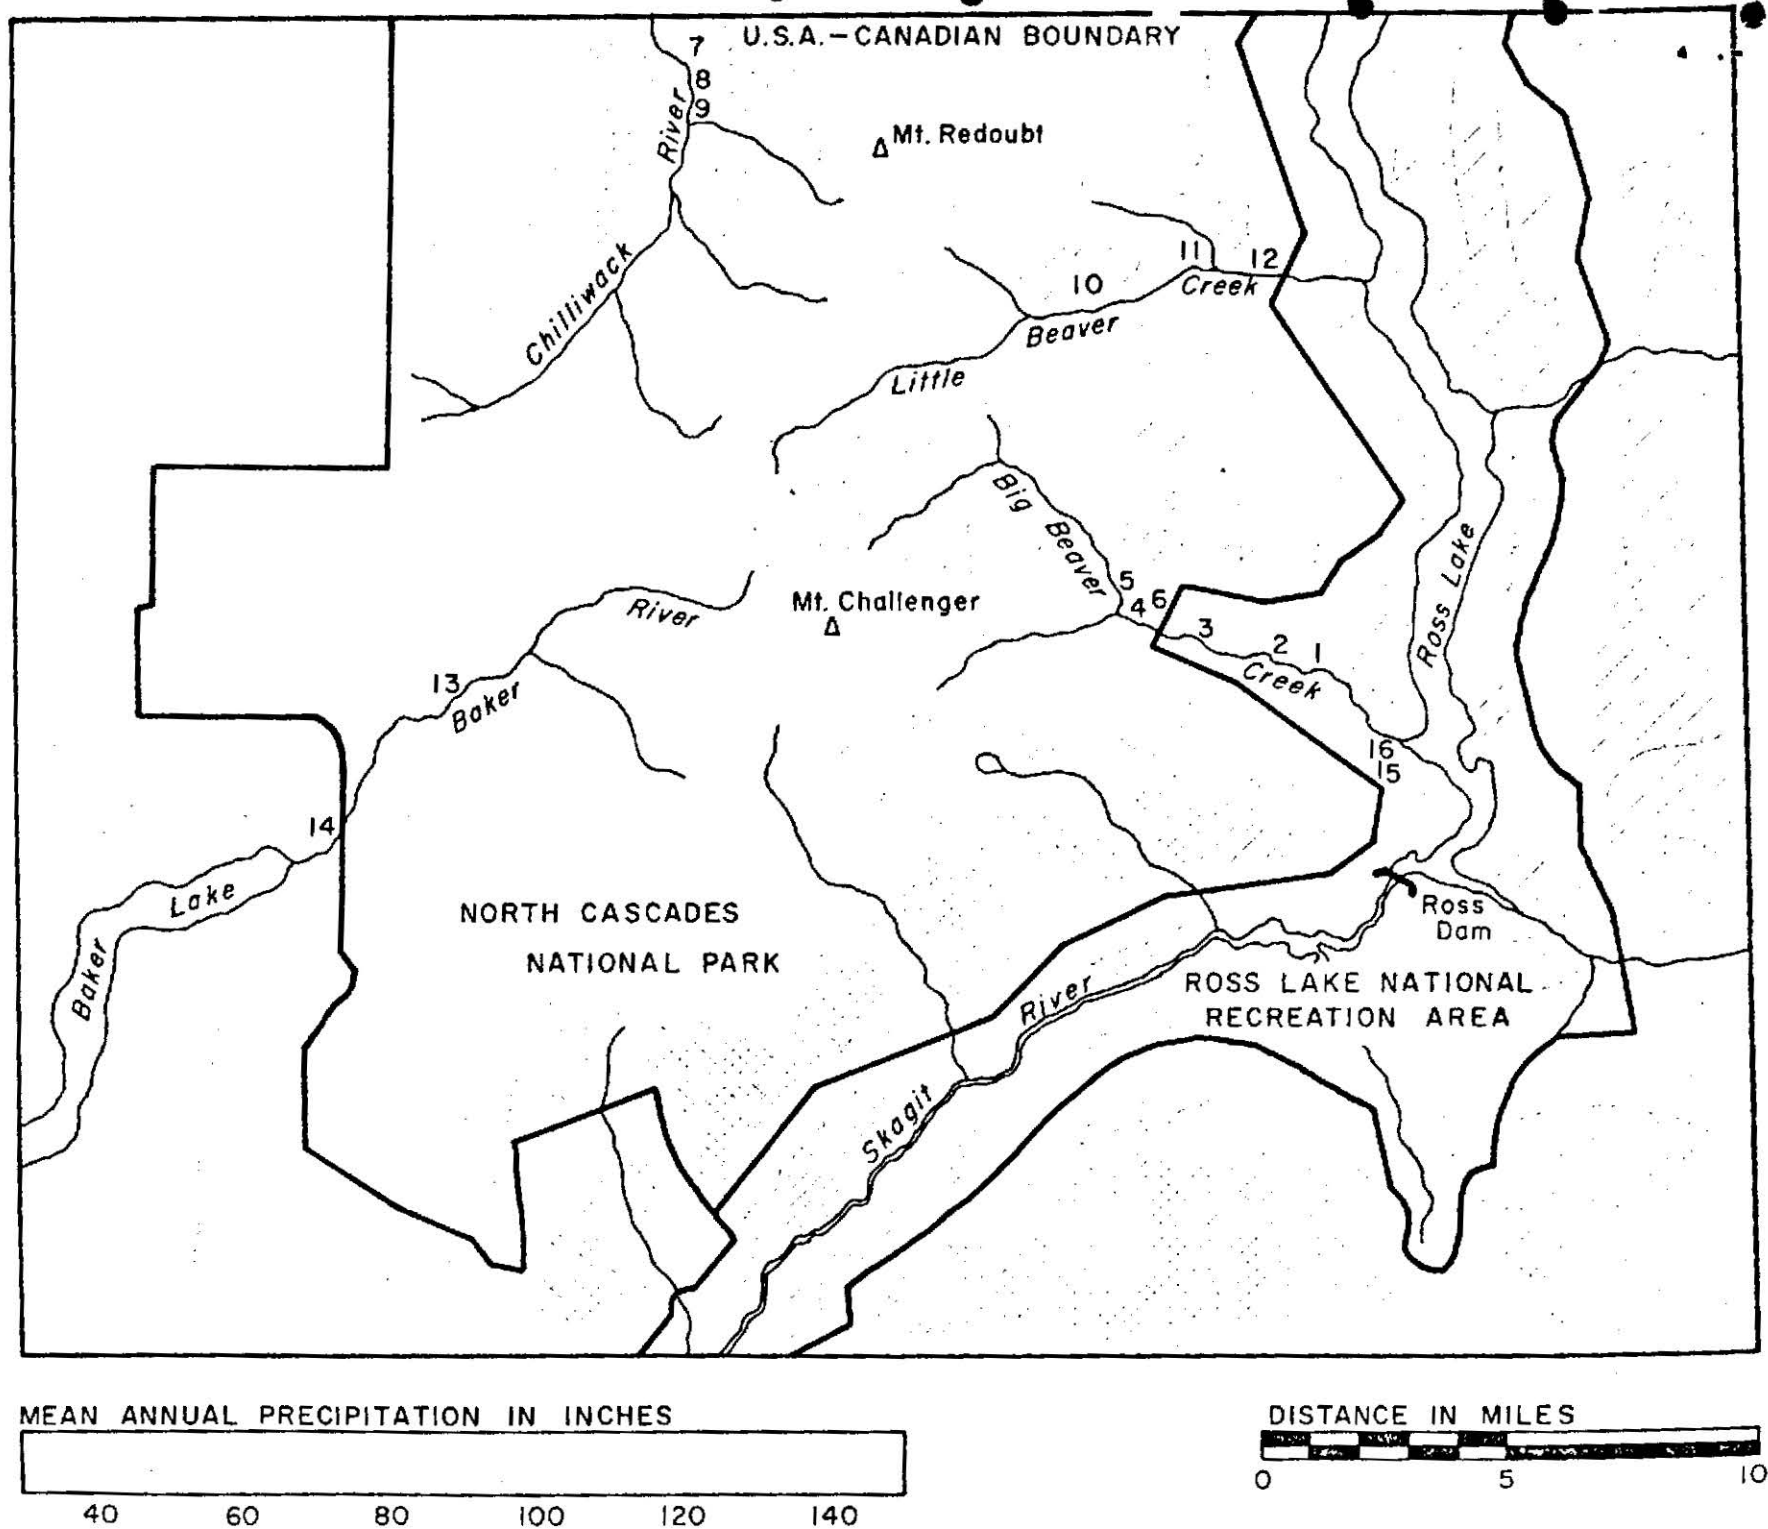 U.S.A.-CANADIAN BOUNDARY
7
8
9
River
Mt. Redoubt
Chilliwack
11
12
10
Creek
Beaver
Little
Big Beaver
Ross Lake
5
4
6
3
2
1
Creek
Mt. Challenger
River
13
Baker
16
15
14
Lake
Baker
NORTH CASCADES
NATIONAL PARK
Ross
Dam
ROSS LAKE NATIONAL
RECREATION AREA
River
Skagit
MEAN ANNUAL PRECIPITATION IN INCHES
40 60 80 100 120 140
DISTANCE IN MILES
0 5 10